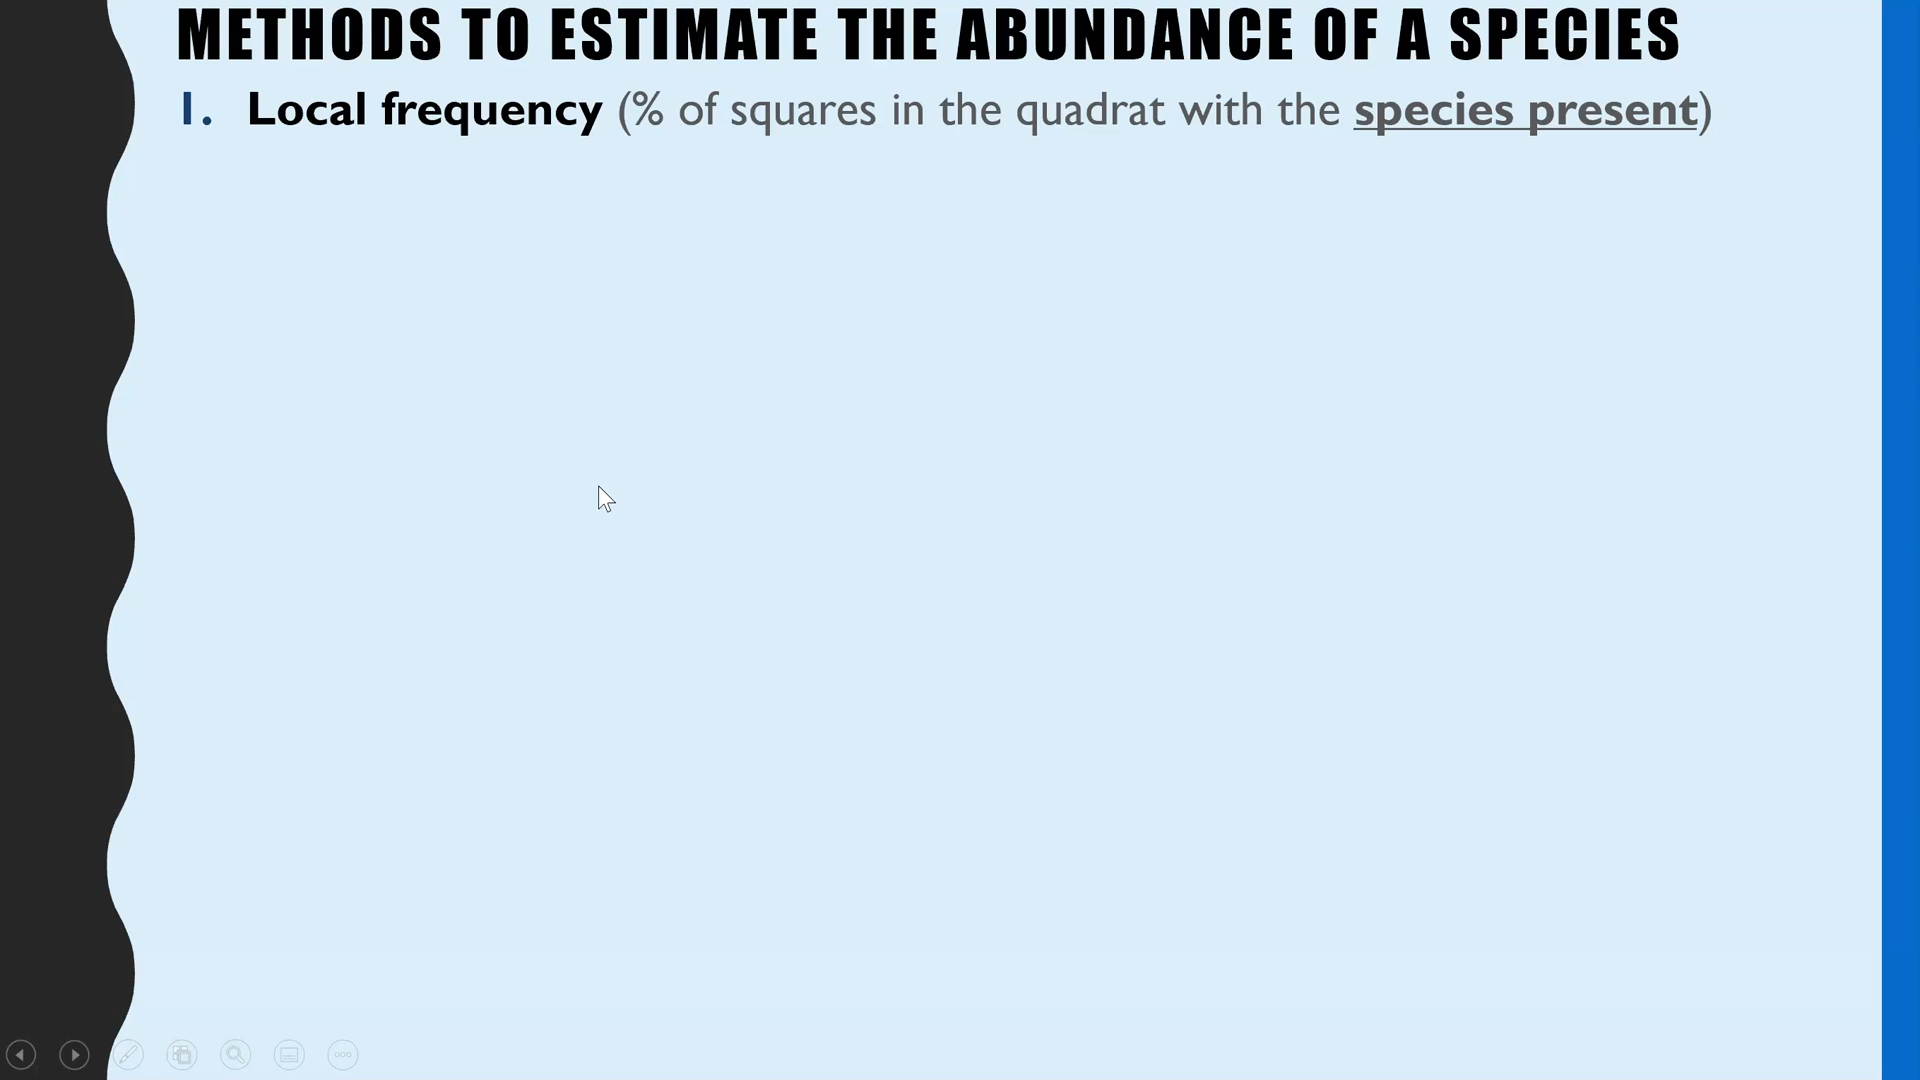 METHODS TO ESTIMATE THE ABUNDANCE OF A SPECIES
1. Local frequency (% of squares in the quadrat with the species present)